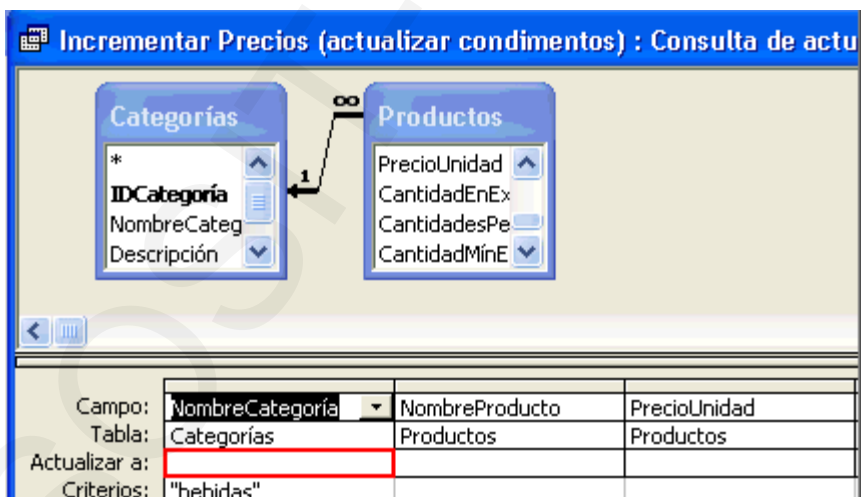 Incrementar Precios (actualizar condimentos) : Consulta de actu
Categorías
*
IDCategoría
NombreCateg
Descripción
1
∞
Productos
PrecioUnidad
CantidadEnEx
CantidadesPe
CantidadMínE
Campo: NombreCategoría NombreProducto PrecioUnidad
Tabla: Categorías Productos Productos
Actualizar a:
Criterios: "bebidas"